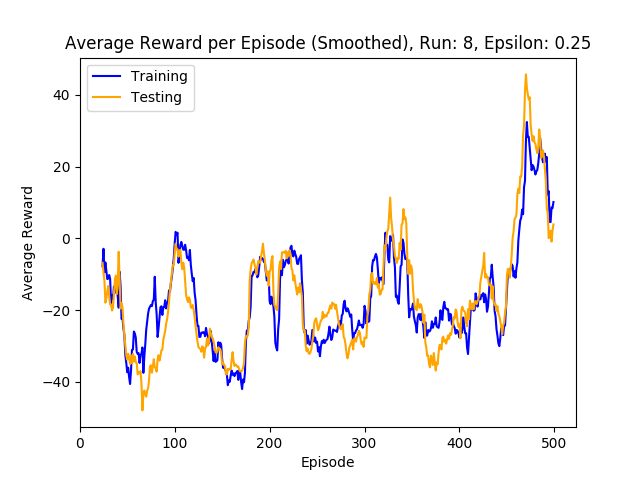 Average Reward per Episode (Smoothed), Run: 8, Epsilon: 0.25
Training
Testing
Average Reward
40
20
0
−20
−40
0 100 200 300 400 500
Episode